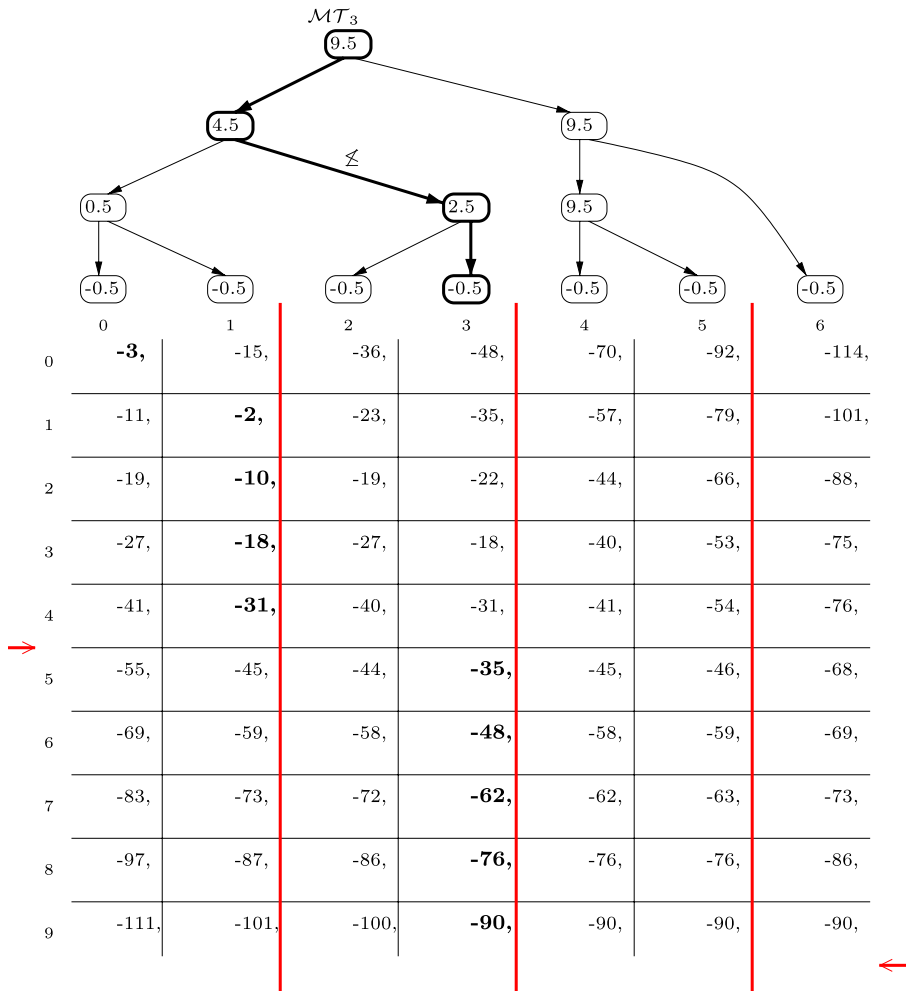 𝓜𝓣₃
9.5
4.5 9.5
≰
0.5 2.5 9.5
-0.5 -0.5 -0.5 -0.5 -0.5 -0.5 -0.5
0 1 2 3 4 5 6
0 -3, -15, -36, -48, -70, -92, -114,
1 -11, -2, -23, -35, -57, -79, -101,
2 -19, -10, -19, -22, -44, -66, -88,
3 -27, -18, -27, -18, -40, -53, -75,
4 -41, -31, -40, -31, -41, -54, -76,
5 -55, -45, -44, -35, -45, -46, -68,
6 -69, -59, -58, -48, -58, -59, -69,
7 -83, -73, -72, -62, -62, -63, -73,
8 -97, -87, -86, -76, -76, -76, -86,
9 -111, -101, -100, -90, -90, -90, -90,